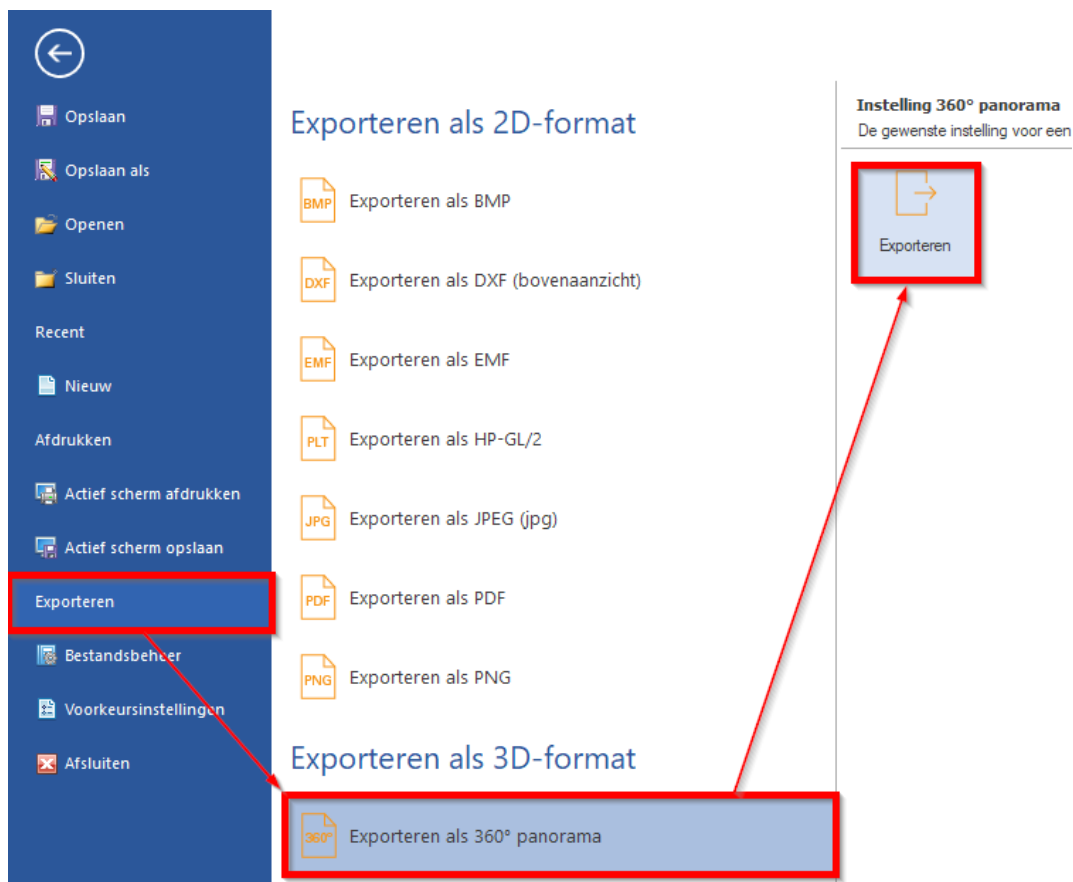 Opslaan
Opslaan als
Openen
Sluiten
Recent
Nieuw
Afdrukken
Actief scherm afdrukken
Actief scherm opslaan
Exporteren
Bestandsbeheer
Voorkeursinstellingen
Afsluiten
Exporteren als 2D-format
BMP Exporteren als BMP
DXF Exporteren als DXF (bovenaanzicht)
EMF Exporteren als EMF
PLT Exporteren als HP-GL/2
JPG Exporteren als JPEG (jpg)
PDF Exporteren als PDF
PNG Exporteren als PNG
Exporteren als 3D-format
360° Exporteren als 360° panorama
Instelling 360° panorama
De gewenste instelling voor een
Exporteren